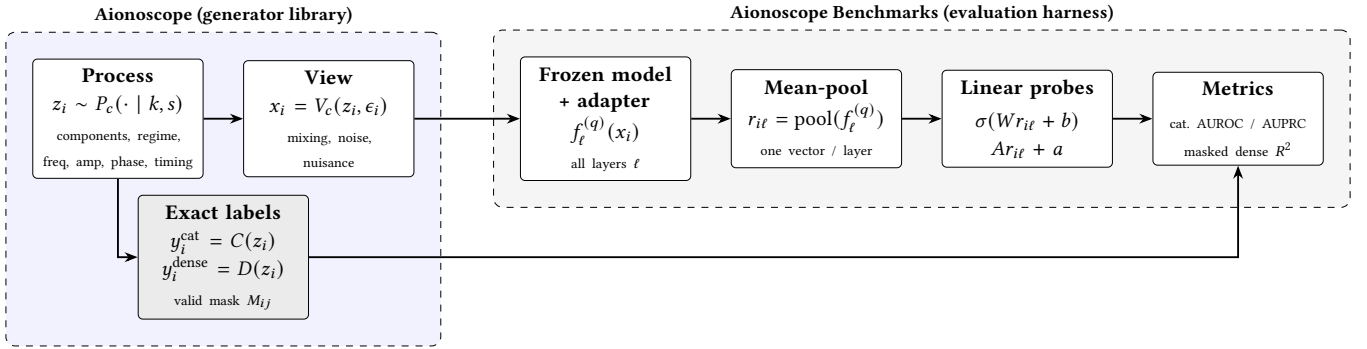 Aionoscope (generator library)
Process
z_i ∼ P_c(· | k, s)
components, regime,
freq, amp, phase, timing
View
x_i = V_c(z_i, ϵ_i)
mixing, noise,
nuisance
Exact labels
y_i^cat = C(z_i)
y_i^dense = D(z_i)
valid mask M_ij
Aionoscope Benchmarks (evaluation harness)
Frozen model
+ adapter
f_ℓ^(q)(x_i)
all layers ℓ
Mean-pool
r_iℓ = pool(f_ℓ^(q))
one vector / layer
Linear probes
σ(Wr_iℓ + b)
Ar_iℓ + a
Metrics
cat. AUROC / AUPRC
masked dense R²